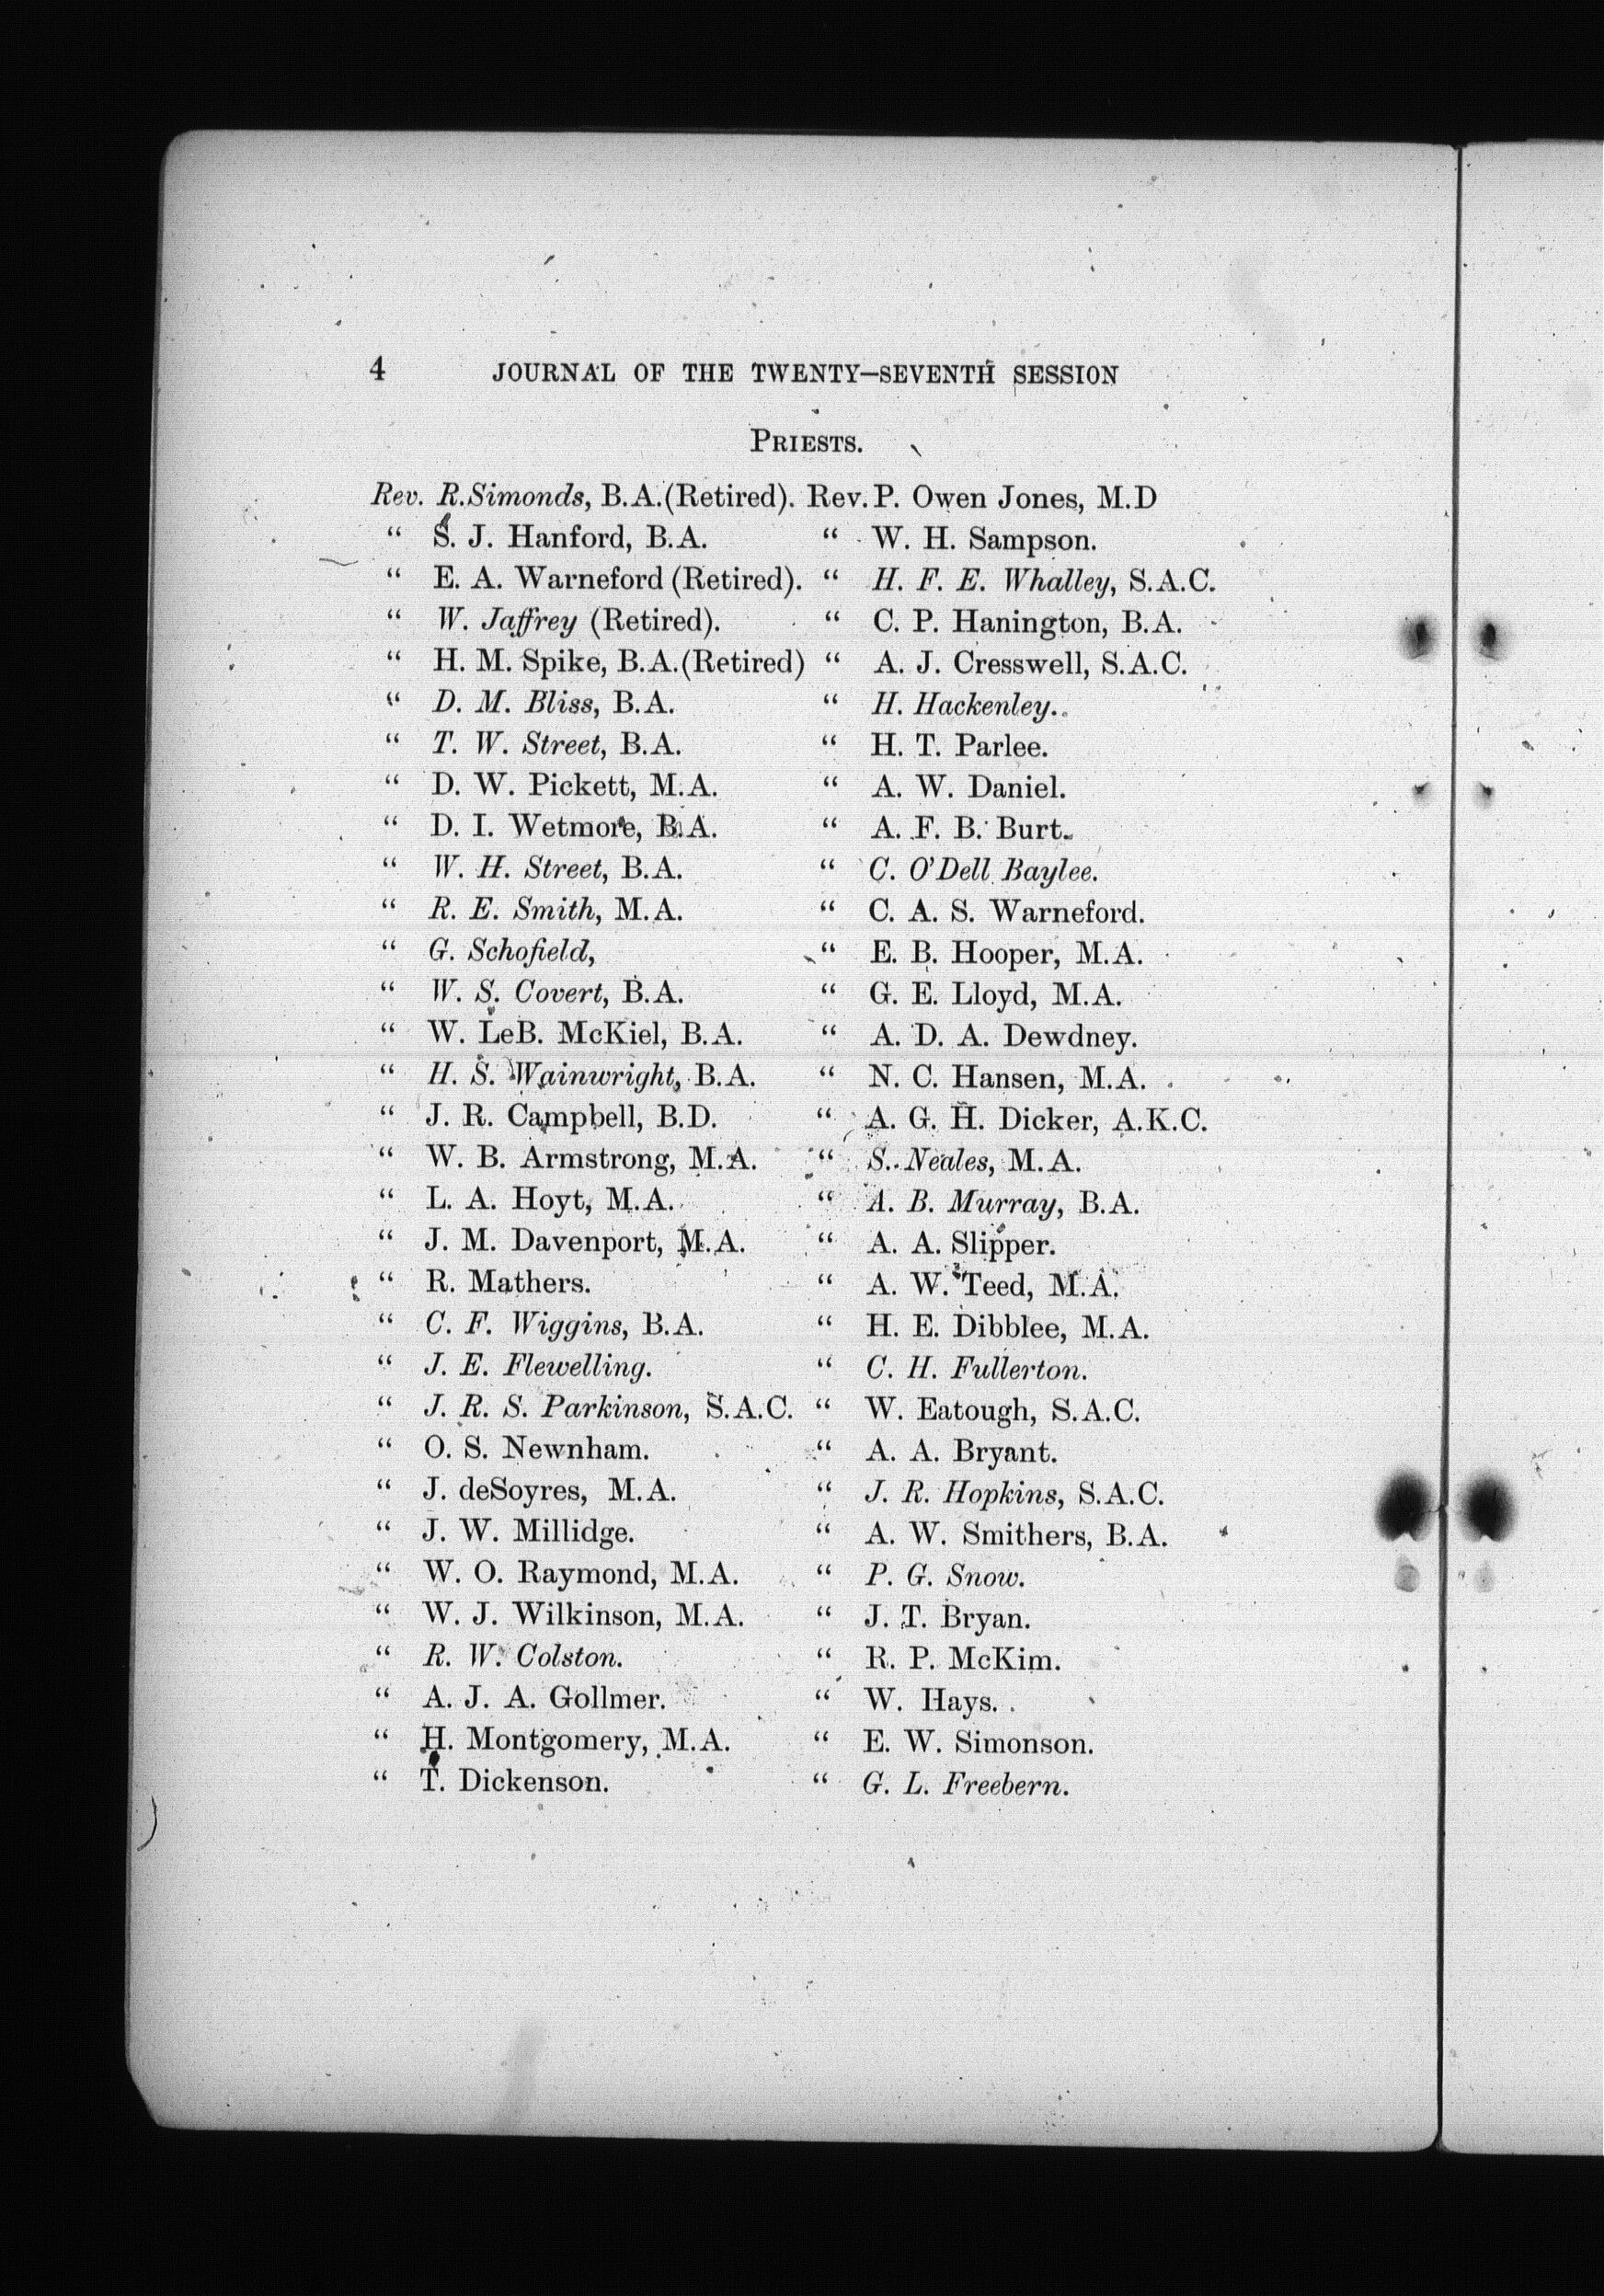 4 JOURNAL OF THE TWENTY–SEVENTH SESSION
PRIESTS.
Rev. R. Simonds, B.A. (Retired).
“ S. J. Hanford, B.A.
“ E. A. Warneford (Retired).
“ W. Jaffrey (Retired).
“ H. M. Spike, B.A. (Retired)
“ D. M. Bliss, B.A.
“ T. W. Street, B.A.
“ D. W. Pickett, M.A.
“ D. I. Wetmore, B.A.
“ W. H. Street, B.A.
“ R. E. Smith, M.A.
“ G. Schofield,
“ W. S. Covert, B.A.
“ W. LeB. McKiel, B.A.
“ H. S. Wainwright, B.A.
“ J. R. Campbell, B.D.
“ W. B. Armstrong, M.A.
“ L. A. Hoyt, M.A.
“ J. M. Davenport, M.A.
“ R. Mathers.
“ C. F. Wiggins, B.A.
“ J. E. Flewelling.
“ J. R. S. Parkinson, S.A.C.
“ O. S. Newnham.
“ J. deSoyres, M.A.
“ J. W. Millidge.
“ W. O. Raymond, M.A.
“ W. J. Wilkinson, M.A.
“ R. W. Colston.
“ A. J. A. Gollmer.
“ H. Montgomery, M.A.
“ T. Dickenson.
Rev. P. Owen Jones, M.D
“ W. H. Sampson.
“ H. F. E. Whalley, S.A.C.
“ C. P. Hanington, B.A.
“ A. J. Cresswell, S.A.C.
“ H. Hackenley.
“ H. T. Parlee.
“ A. W. Daniel.
“ A. F. B. Burt.
“ C. O'Dell Baylee.
“ C. A. S. Warneford.
“ E. B. Hooper, M.A.
“ G. E. Lloyd, M.A.
“ A. D. A. Dewdney.
“ N. C. Hansen, M.A.
“ A. G. H. Dicker, A.K.C.
“ S. Neales, M.A.
“ A. B. Murray, B.A.
“ A. A. Slipper.
“ A. W. Teed, M.A.
“ H. E. Dibblee, M.A.
“ C. H. Fullerton.
“ W. Eatough, S.A.C.
“ A. A. Bryant.
“ J. R. Hopkins, S.A.C.
“ A. W. Smithers, B.A.
“ P. G. Snow.
“ J. T. Bryan.
“ R. P. McKim.
“ W. Hays.
“ E. W. Simonson.
“ G. L. Freebern.